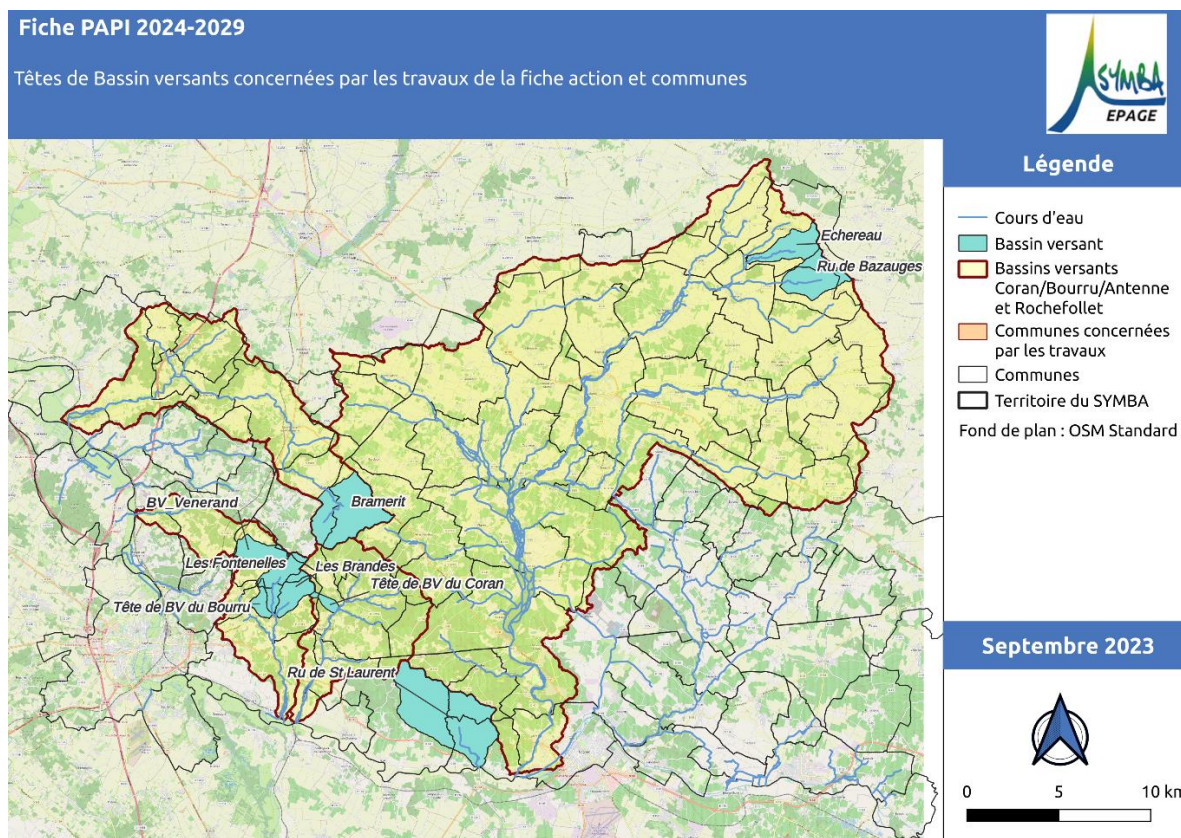 Fiche PAPI 2024-2029
Têtes de Bassin versants concernées par les travaux de la fiche action et communes
SYMBA
EPAGE
Légende
Cours d'eau
Bassin versant
Bassins versants
Coran/Bourru/Antenne
et Rochefollet
Communes concernées
par les travaux
Communes
Territoire du SYMBA
Fond de plan : OSM Standard
Echereau
Ru de Bazauges
BV_Venerand
Bramerit
Les Fontenelles
Les Brandes
Tête de BV du Coran
Tête de BV du Bourru
Ru de St Laurent
Septembre 2023
0 5 10 km